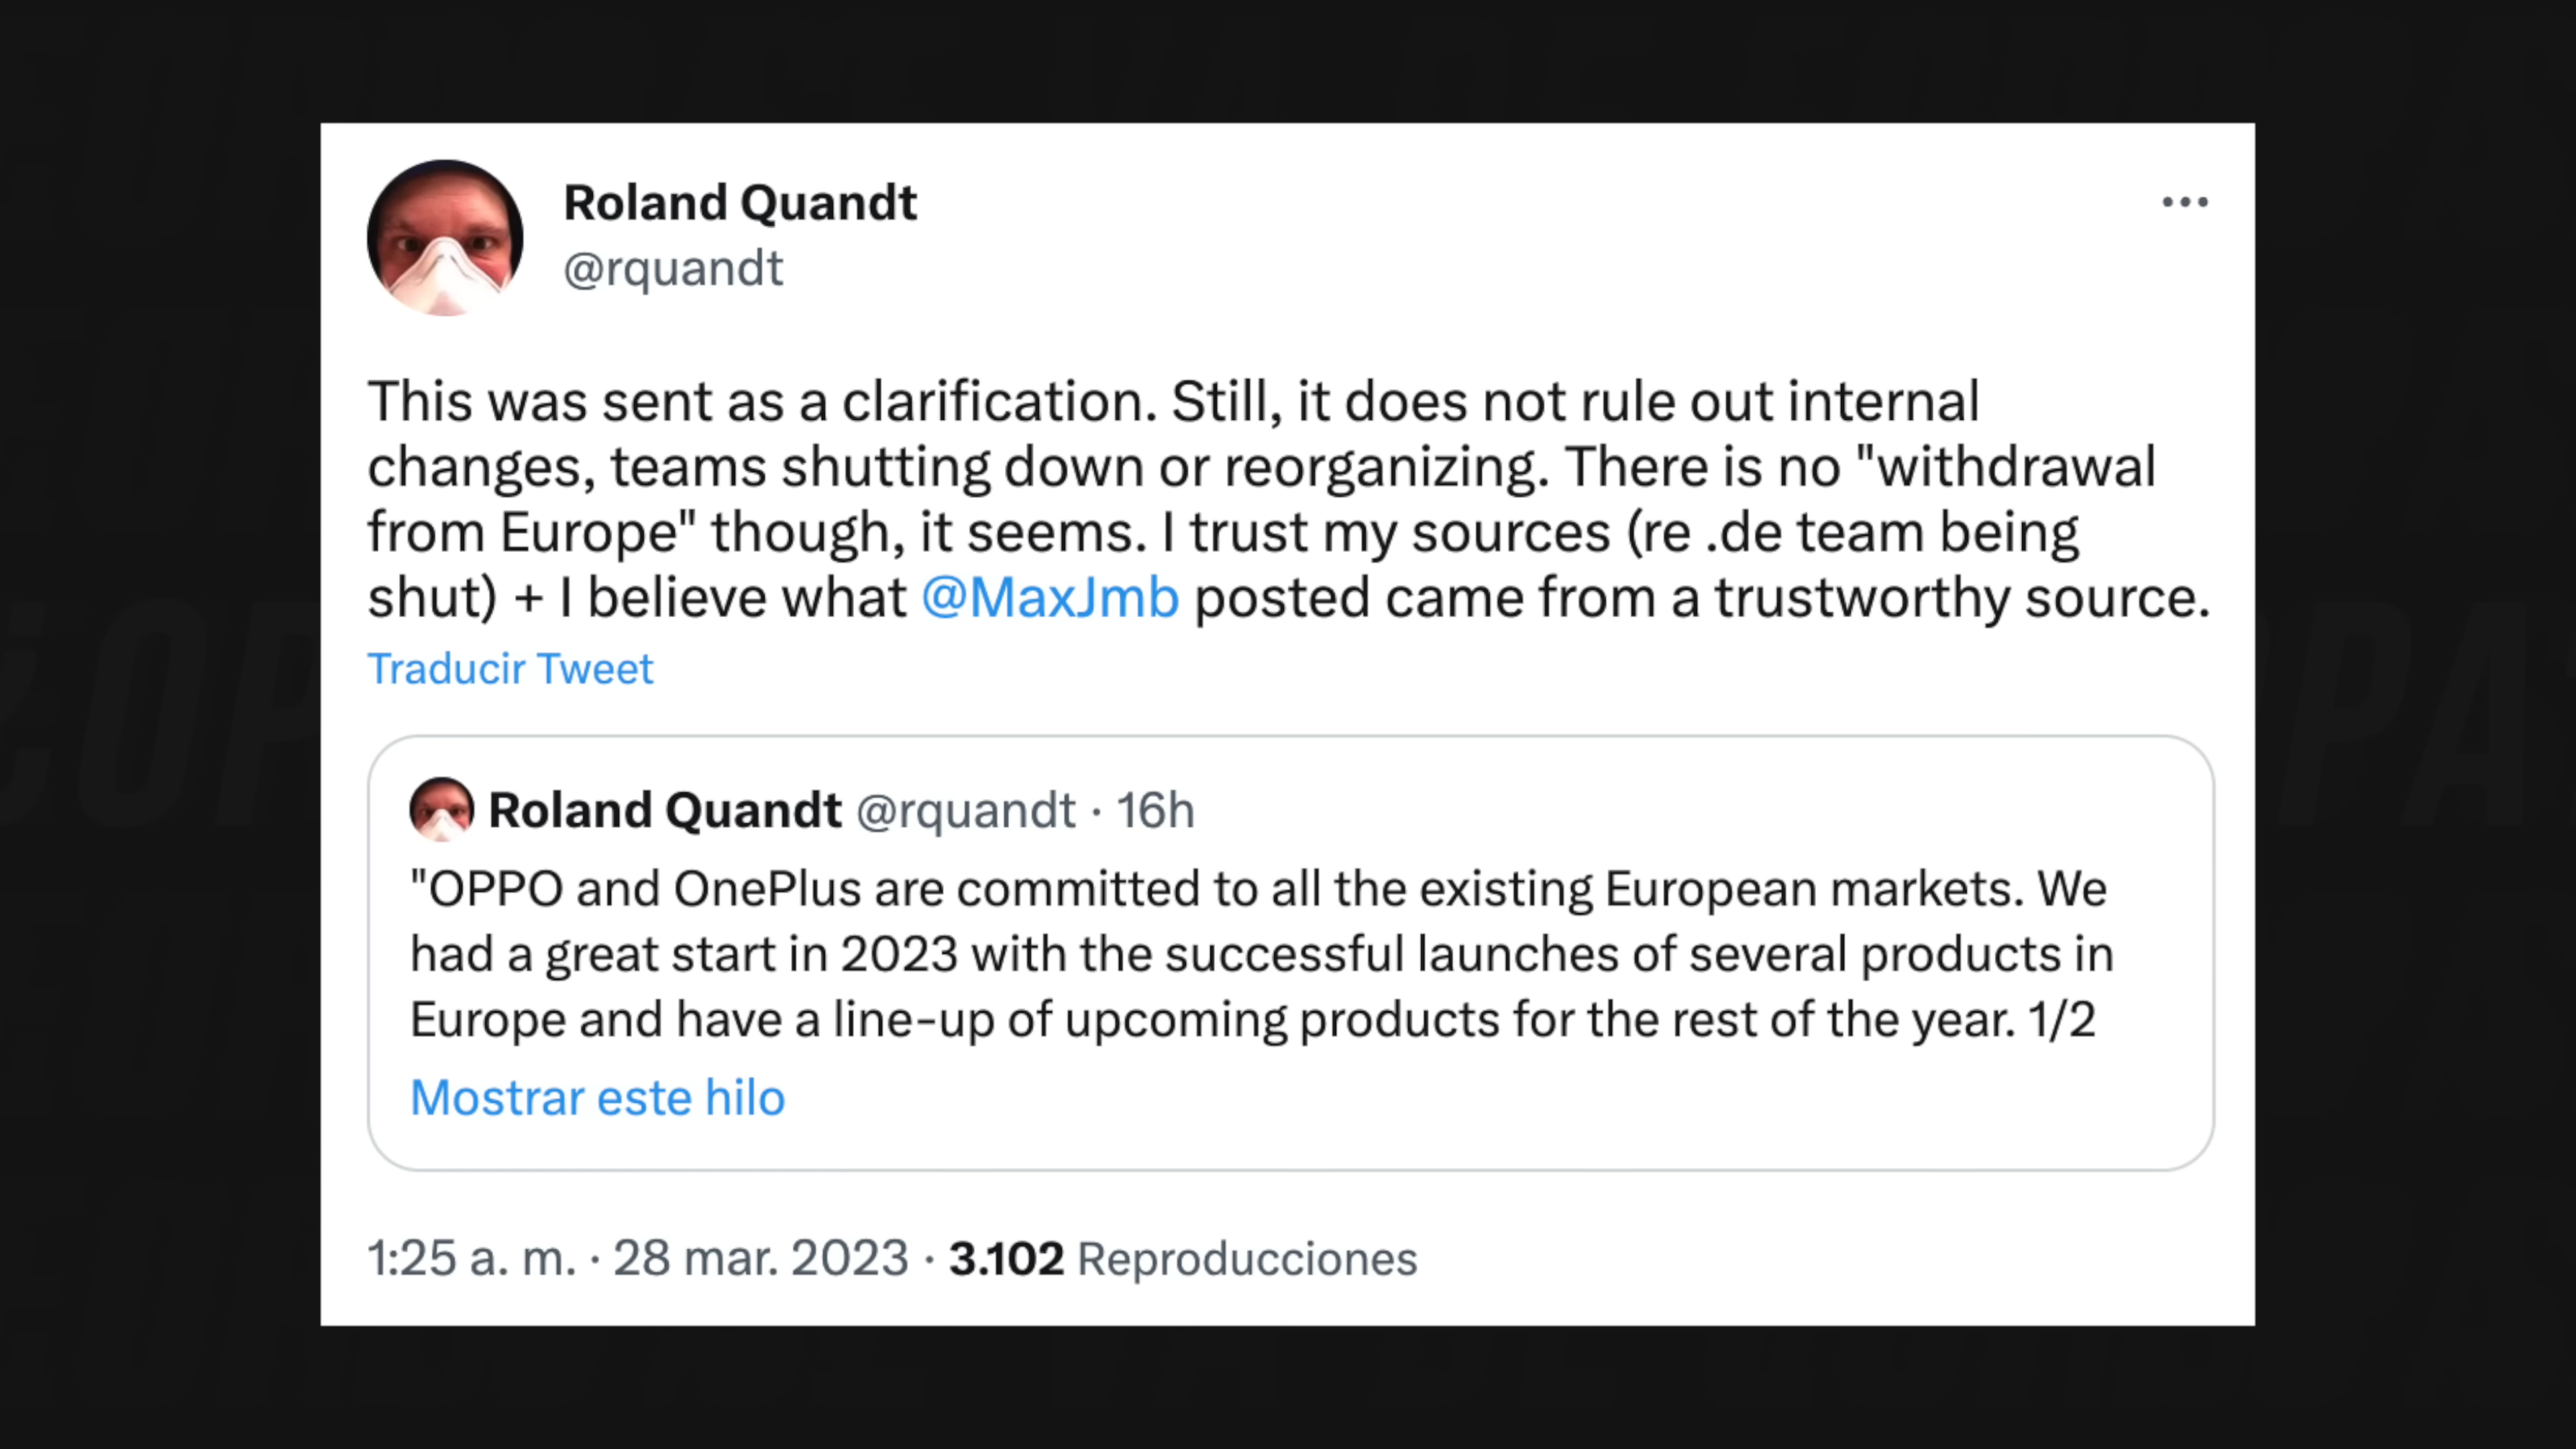 Roland Quandt
@rquandt
This was sent as a clarification. Still, it does not rule out internal
changes, teams shutting down or reorganizing. There is no "withdrawal
from Europe" though, it seems. I trust my sources (re .de team being
shut) + I believe what @MaxJmb posted came from a trustworthy source.
Traducir Tweet
Roland Quandt @rquandt · 16h
"OPPO and OnePlus are committed to all the existing European markets. We
had a great start in 2023 with the successful launches of several products in
Europe and have a line-up of upcoming products for the rest of the year. 1/2
Mostrar este hilo
1:25 a. m. · 28 mar. 2023 · 3.102 Reproducciones